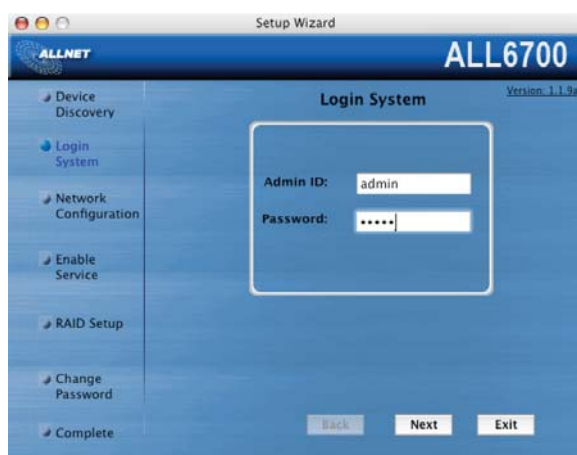 Setup Wizard
ALLNET
ALL6700
Version: 1.1.9a
Device
Discovery
Login
System
Network
Configuration
Enable
Service
RAID Setup
Change
Password
Complete
Login System
Admin ID:
admin
Password:
•••••
Back
Next
Exit